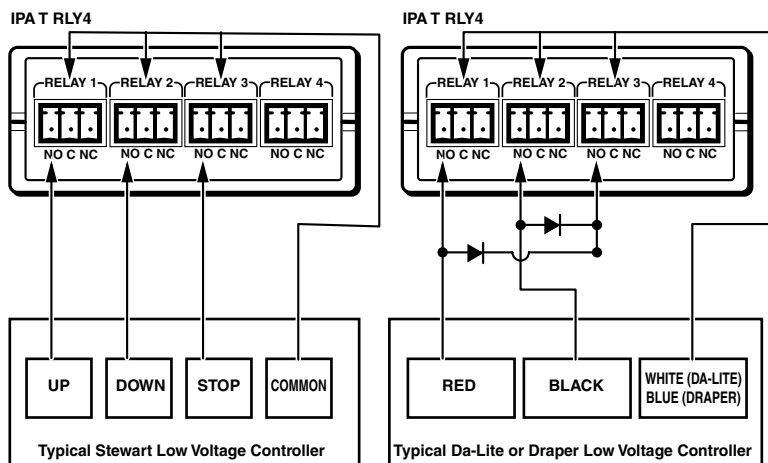 IPA T RLY4
RELAY 1 RELAY 2 RELAY 3 RELAY 4
NO C NC NO C NC NO C NC NO C NC
UP DOWN STOP COMMON
Typical Stewart Low Voltage Controller
IPA T RLY4
RELAY 1 RELAY 2 RELAY 3 RELAY 4
NO C NC NO C NC NO C NC NO C NC
RED BLACK WHITE (DA-LITE)
BLUE (DRAPER)
Typical Da-Lite or Draper Low Voltage Controller